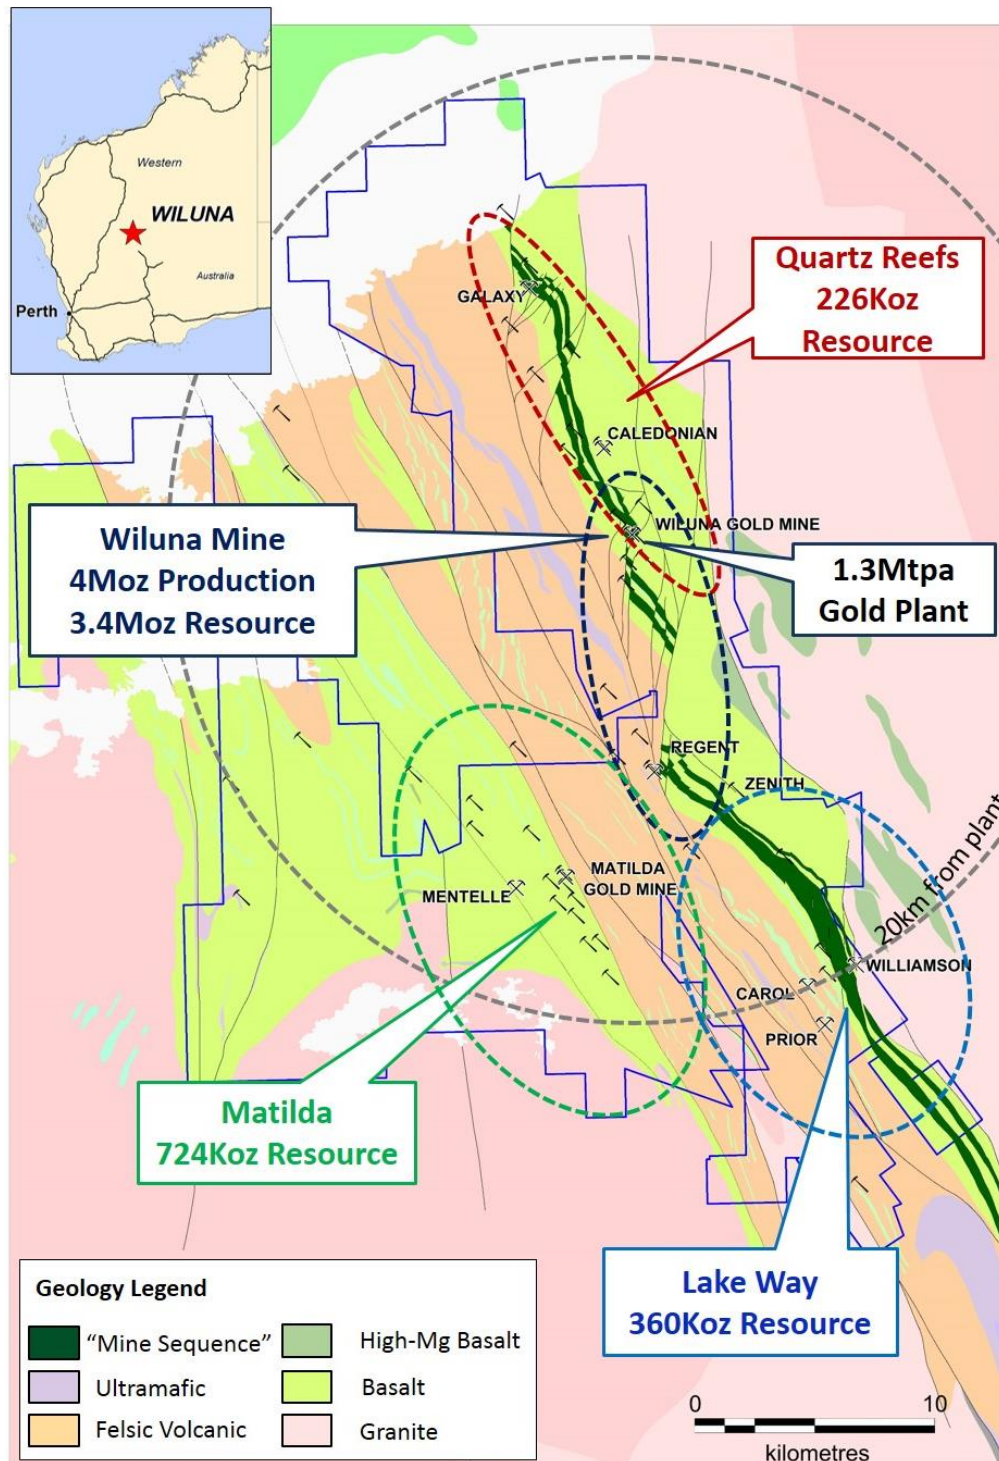 Western
WILUNA
Australia
Perth
Quartz Reefs
226Koz
Resource
GALAXY
CALEDONIAN
WILUNA GOLD MINE
Wiluna Mine
4Moz Production
3.4Moz Resource
1.3Mtpa
Gold Plant
REGENT
ZENITH
MATILDA
GOLD MINE
MENTELLE
20km from plant
WILLIAMSON
CAROL
PRIOR
Matilda
724Koz Resource
Lake Way
360Koz Resource
Geology Legend
"Mine Sequence"
High-Mg Basalt
Ultramafic
Basalt
Felsic Volcanic
Granite
0 10
kilometres